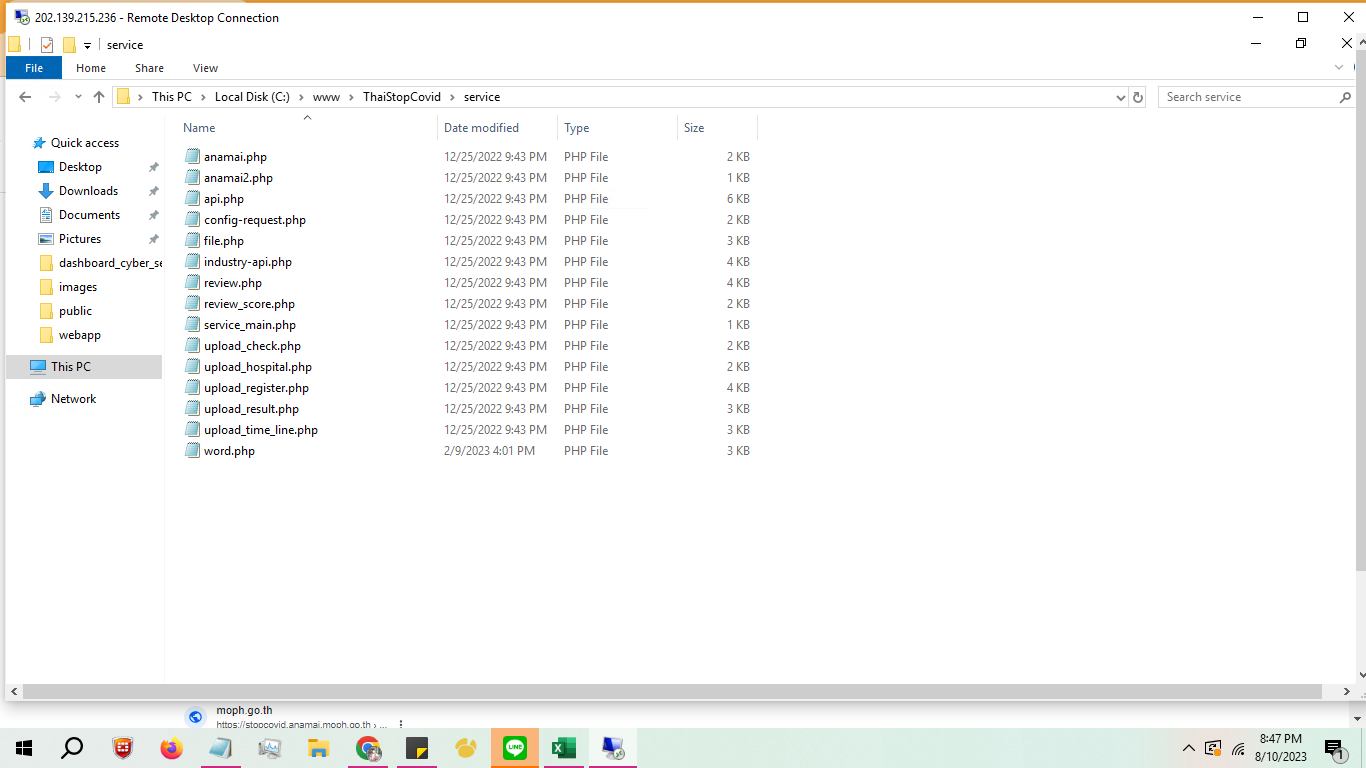 202.139.215.236 - Remote Desktop Connection
service
File Home Share View
This PC Local Disk (C:) www ThaiStopCovid service
Search service
Name Date modified Type Size
Quick access
Desktop
Downloads
Documents
Pictures
dashboard_cyber_se
images
public
webapp
This PC
Network
anamai.php 12/25/2022 9:43 PM PHP File 2 KB
anamai2.php 12/25/2022 9:43 PM PHP File 1 KB
api.php 12/25/2022 9:43 PM PHP File 6 KB
config-request.php 12/25/2022 9:43 PM PHP File 2 KB
file.php 12/25/2022 9:43 PM PHP File 3 KB
industry-api.php 12/25/2022 9:43 PM PHP File 4 KB
review.php 12/25/2022 9:43 PM PHP File 4 KB
review_score.php 12/25/2022 9:43 PM PHP File 2 KB
service_main.php 12/25/2022 9:43 PM PHP File 1 KB
upload_check.php 12/25/2022 9:43 PM PHP File 2 KB
upload_hospital.php 12/25/2022 9:43 PM PHP File 2 KB
upload_register.php 12/25/2022 9:43 PM PHP File 4 KB
upload_result.php 12/25/2022 9:43 PM PHP File 3 KB
upload_time_line.php 12/25/2022 9:43 PM PHP File 3 KB
word.php 2/9/2023 4:01 PM PHP File 3 KB
moph.go.th
https://stopcovid.anamai.moph.go.th › ...
LINE
8:47 PM
8/10/2023
1